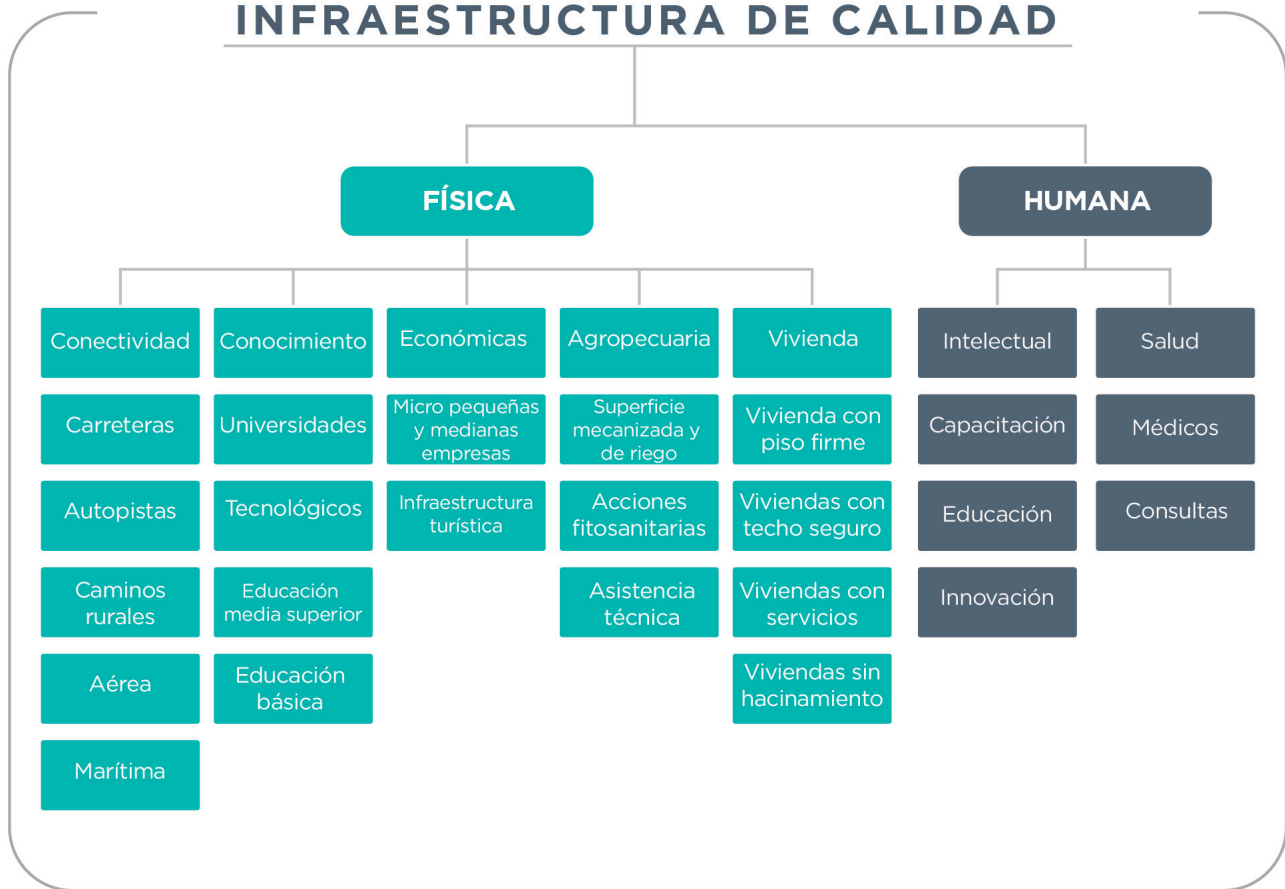 INFRAESTRUCTURA DE CALIDAD
FÍSICA
HUMANA
Conectividad
Carreteras
Autopistas
Caminos
rurales
Aérea
Marítima
Conocimiento
Universidades
Tecnológicos
Educación
media superior
Educación
básica
Económicas
Micro pequeñas
y medianas
empresas
Infraestructura
turística
Agropecuaria
Superficie
mecanizada y
de riego
Acciones
fitosanitarias
Asistencia
técnica
Vivienda
Vivienda con
piso firme
Viviendas con
techo seguro
Viviendas con
servicios
Viviendas sin
hacinamiento
Intelectual
Capacitación
Educación
Innovación
Salud
Médicos
Consultas